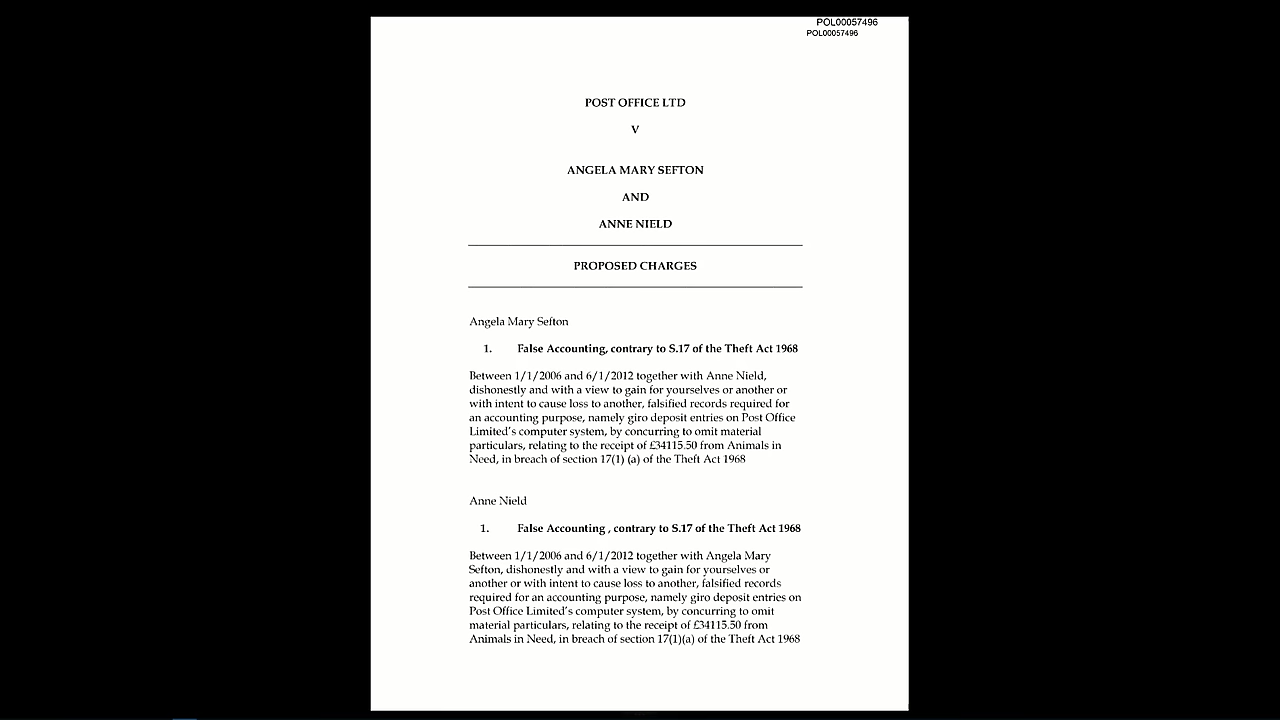 POL00057496
POL00057496
POST OFFICE LTD
V
ANGELA MARY SEFTON
AND
ANNE NIELD
PROPOSED CHARGES
Angela Mary Sefton
1. False Accounting, contrary to S.17 of the Theft Act 1968
Between 1/1/2006 and 6/1/2012 together with Anne Nield,
dishonestly and with a view to gain for yourselves or another or
with intent to cause loss to another, falsified records required for
an accounting purpose, namely giro deposit entries on Post Office
Limited's computer system, by concurring to omit material
particulars, relating to the receipt of £34115.50 from Animals in
Need, in breach of section 17(1) (a) of the Theft Act 1968
Anne Nield
1. False Accounting , contrary to S.17 of the Theft Act 1968
Between 1/1/2006 and 6/1/2012 together with Angela Mary
Sefton, dishonestly and with a view to gain for yourselves or
another or with intent to cause loss to another, falsified records
required for an accounting purpose, namely giro deposit entries on
Post Office Limited's computer system, by concurring to omit
material particulars, relating to the receipt of £34115.50 from
Animals in Need, in breach of section 17(1)(a) of the Theft Act 1968